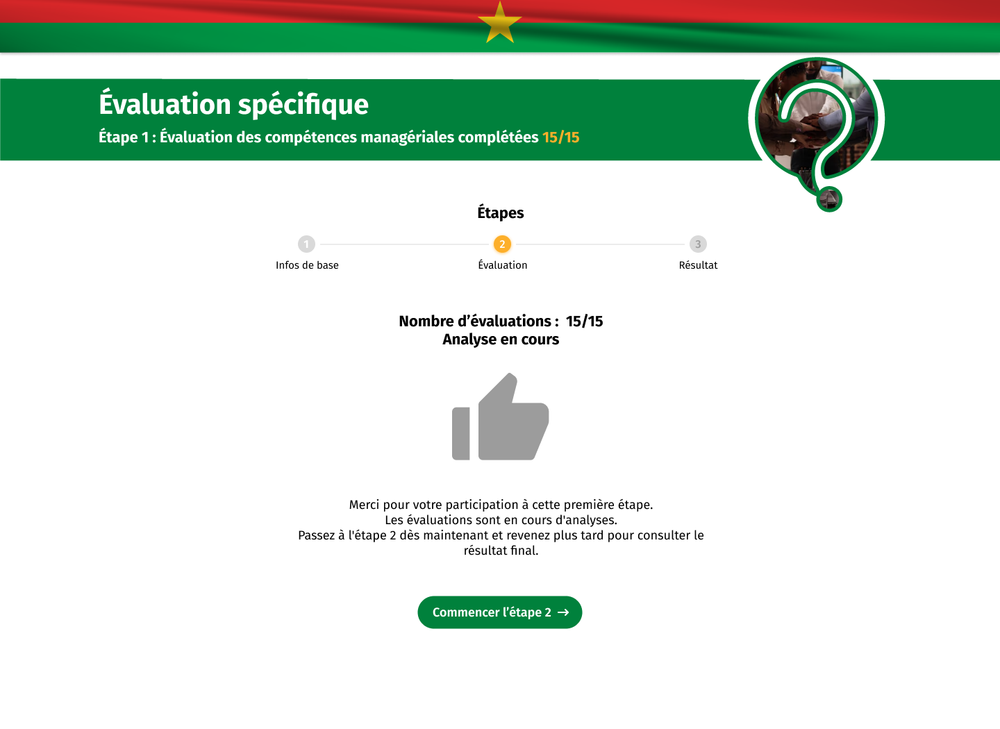 Évaluation spécifique
Étape 1 : Évaluation des compétences managériales complétées 15/15
Étapes
1
2
3
Infos de base
Évaluation
Résultat
Nombre d’évaluations :  15/15
Analyse en cours
Merci pour votre participation à cette première étape.
Les évaluations sont en cours d'analyses.
Passez à l'étape 2 dès maintenant et revenez plus tard pour consulter le
résultat final.
Commencer l’étape 2 →